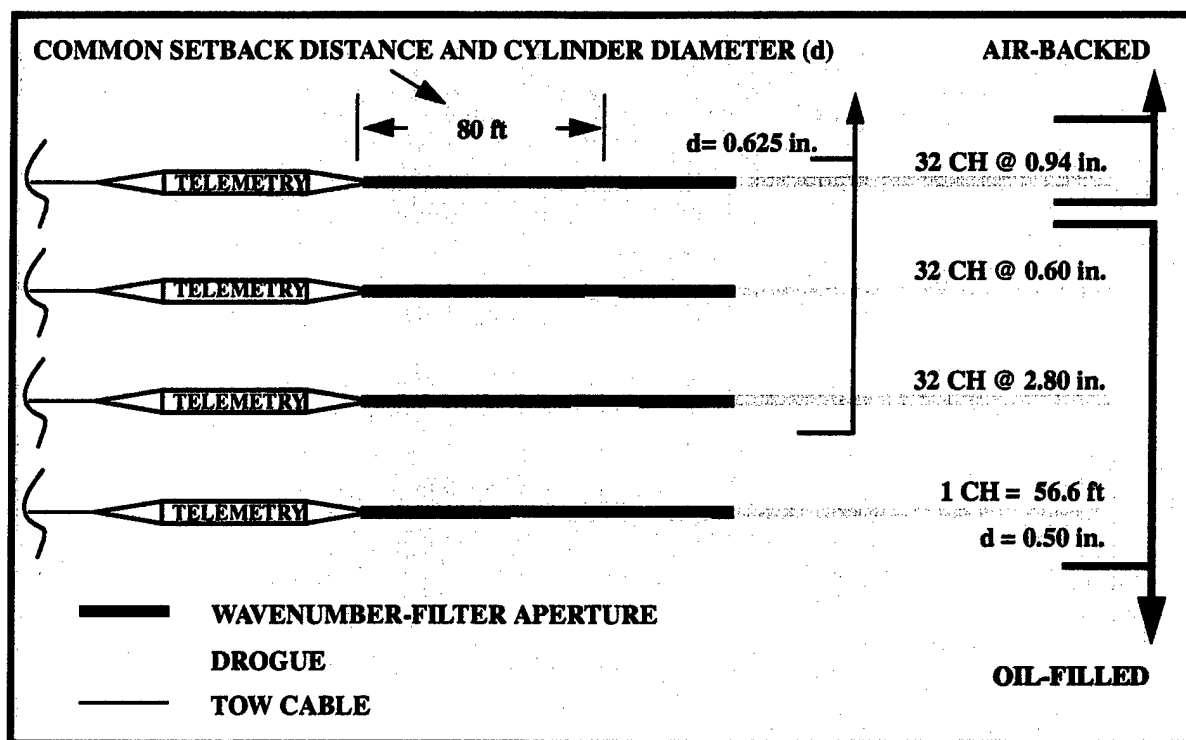 COMMON SETBACK DISTANCE AND CYLINDER DIAMETER (d)
AIR-BACKED
80 ft
d= 0.625 in.
TELEMETRY
32 CH @ 0.94 in.
TELEMETRY
32 CH @ 0.60 in.
TELEMETRY
32 CH @ 2.80 in.
TELEMETRY
1 CH = 56.6 ft
d = 0.50 in.
WAVENUMBER-FILTER APERTURE
DROGUE
TOW CABLE
OIL-FILLED